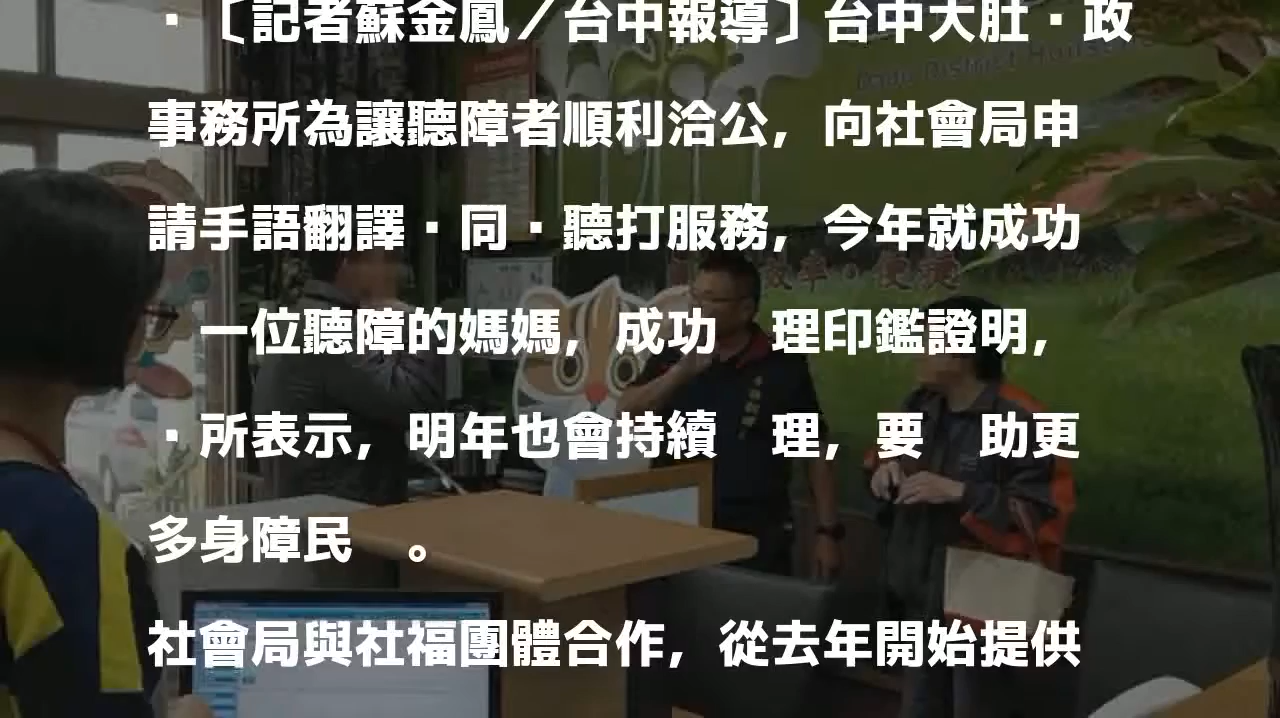 ・〔記者蘇金鳳／台中報導〕台中大肚・政
事務所為讓聽障者順利洽公，向社會局申
請手語翻譯・同・聽打服務，今年就成功
一位聽障的媽媽，成功　理印鑑證明，
・所表示，明年也會持續　理，要　助更
多身障民　。
社會局與社福團體合作，從去年開始提供